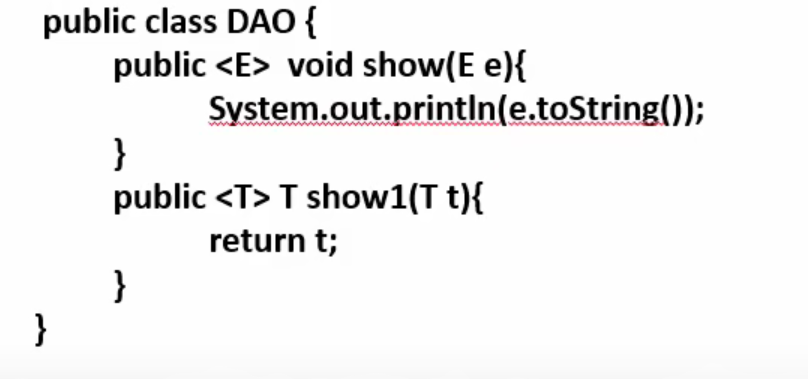 public class DAO {
public <E>  void show(E e){
System.out.println(e.toString());
}
public <T> T show1(T t){
return t;
}
}